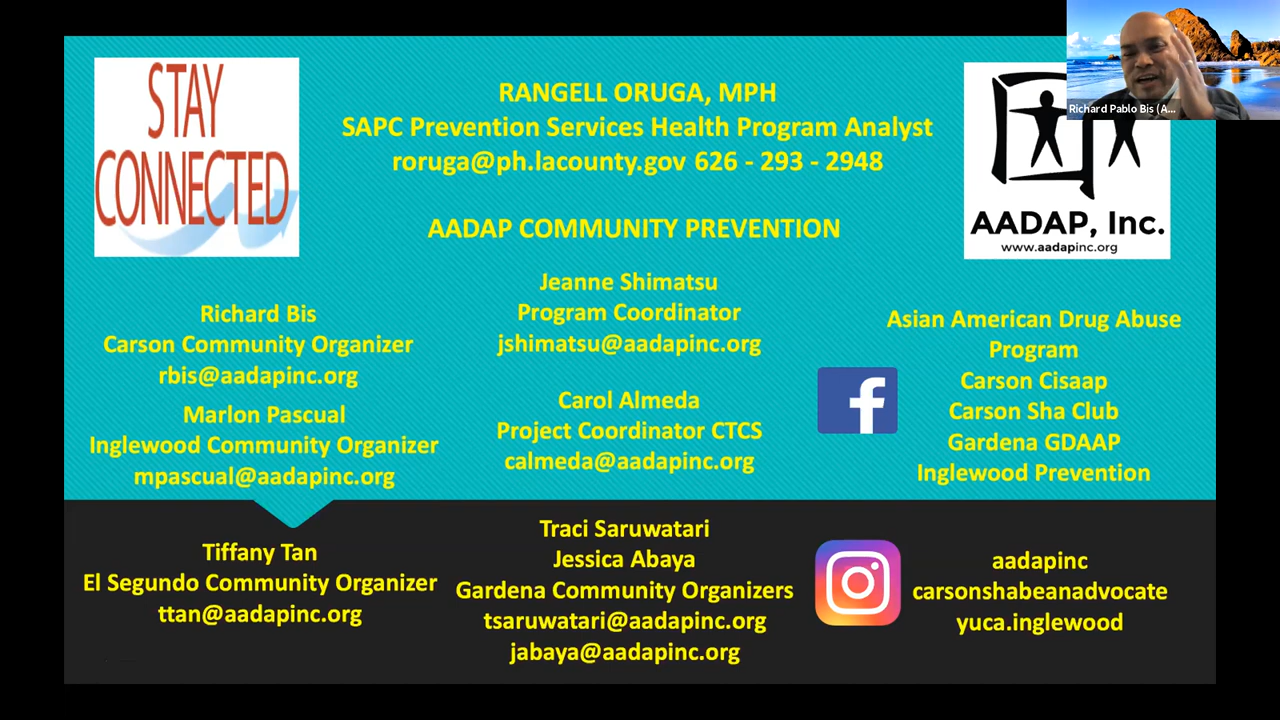 STAY
CONNECTED
RANGELL ORUGA, MPH
SAPC Prevention Services Health Program Analyst
roruga@ph.lacounty.gov 626 - 293 - 2948
AADAP COMMUNITY PREVENTION
Richard Pablo Bis (A...
AADAP, Inc.
www.aadapinc.org
Richard Bis
Carson Community Organizer
rbis@aadapinc.org
Marlon Pascual
Inglewood Community Organizer
mpascual@aadapinc.org
Jeanne Shimatsu
Program Coordinator
jshimatsu@aadapinc.org
Carol Almeda
Project Coordinator CTCS
calmeda@aadapinc.org
Asian American Drug Abuse
Program
Carson Cisaap
Carson Sha Club
Gardena GDAAP
Inglewood Prevention
Tiffany Tan
El Segundo Community Organizer
ttan@aadapinc.org
Traci Saruwatari
Jessica Abaya
Gardena Community Organizers
tsaruwatari@aadapinc.org
jabaya@aadapinc.org
aadapinc
carsonshabeanadvocate
yuca.inglewood